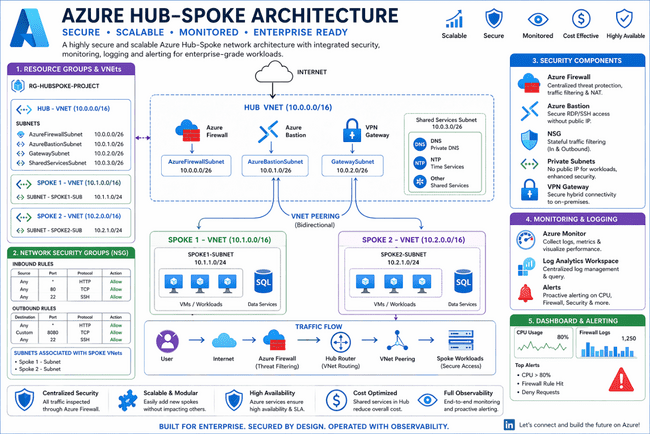 AZURE HUB-SPOKE ARCHITECTURE
SECURE • SCALABLE • MONITORED • ENTERPRISE READY
A highly secure and scalable Azure Hub-Spoke network architecture with integrated security,
monitoring, logging and alerting for enterprise-grade workloads.
Scalable
Secure
Monitored
Cost Effective
Highly Available
1. RESOURCE GROUPS & VNETs
RG-HUBSPOKE-PROJECT
HUB - VNET (10.0.0.0/16)
SUBNETS
AzureFirewallSubnet 10.0.0.0/26
AzureBastionSubnet 10.0.1.0/26
GatewaySubnet 10.0.2.0/26
SharedServicesSubnet 10.0.3.0/26
SPOKE 1 - VNET (10.1.0.0/16)
SUBNET - SPOKE1-SUB 10.1.1.0/24
SPOKE 2 - VNET (10.2.0.0/16)
SUBNET - SPOKE2-SUB 10.2.1.0/24
2. NETWORK SECURITY GROUPS (NSG)
INBOUND RULES
Source Port Protocol Action
Any * HTTP Allow
Any 80 TCP Allow
Any 22 SSH Allow
OUTBOUND RULES
Destination Port Protocol Action
Any * HTTP Allow
Custom 8080 TCP Allow
Any 22 SSH Allow
SUBNETS ASSOCIATED WITH SPOKE VNets
• Spoke 1 - Subnet
• Spoke 2 - Subnet
INTERNET
HUB VNET (10.0.0.0/16)
Azure
Firewall
Azure
Bastion
VPN
Gateway
AzureFirewallSubnet
10.0.0.0/26
AzureBastionSubnet
10.0.1.0/26
GatewaySubnet
10.0.2.0/26
Shared Services Subnet
10.0.3.0/26
DNS
DNS
Private DNS
NTP
NTP
Time Services
Other
Shared Services
VNET PEERING
(Bidirectional)
SPOKE 1 - VNET (10.1.0.0/16)
SPOKE1-SUBNET
10.1.1.0/24
VMs / Workloads
SQL
Data Services
SPOKE 2 - VNET (10.2.0.0/16)
SPOKE2-SUBNET
10.2.1.0/24
VMs / Workloads
SQL
Data Services
TRAFFIC FLOW
User
Internet
Azure Firewall
(Threat Filtering)
Hub Router
(VNet Routing)
VNet Peering
Spoke Workloads
(Secure Access)
3. SECURITY COMPONENTS
Azure Firewall
Centralized threat protection,
traffic filtering & NAT.
Azure Bastion
Secure RDP/SSH access
without public IP.
NSG
Stateful traffic filtering
(In & Outbound).
Private Subnets
No public IP for workloads,
enhanced security.
VPN Gateway
Secure hybrid connectivity
to on-premises.
4. MONITORING & LOGGING
Azure Monitor
Collect logs, metrics &
visualize performance.
Log Analytics Workspace
Centralized log management
& query.
Alerts
Proactive alerting on CPU,
Firewall, Security & more.
5. DASHBOARD & ALERTING
CPU Usage
80%
Firewall Logs
1,250
Top Alerts
• CPU > 80%
• Firewall Rule Hit
• Deny Requests
Centralized Security
All traffic inspected
through Azure Firewall.
Scalable & Modular
Easily add new spokes
without impacting others.
High Availability
Azure services ensure
high availability & SLA.
Cost Optimized
Shared services in Hub
reduce overall cost.
Full Observability
End-to-end monitoring
and proactive alerting.
BUILT FOR ENTERPRISE. SECURED BY DESIGN. OPERATED WITH OBSERVABILITY.
in Let's connect and build the future on Azure!